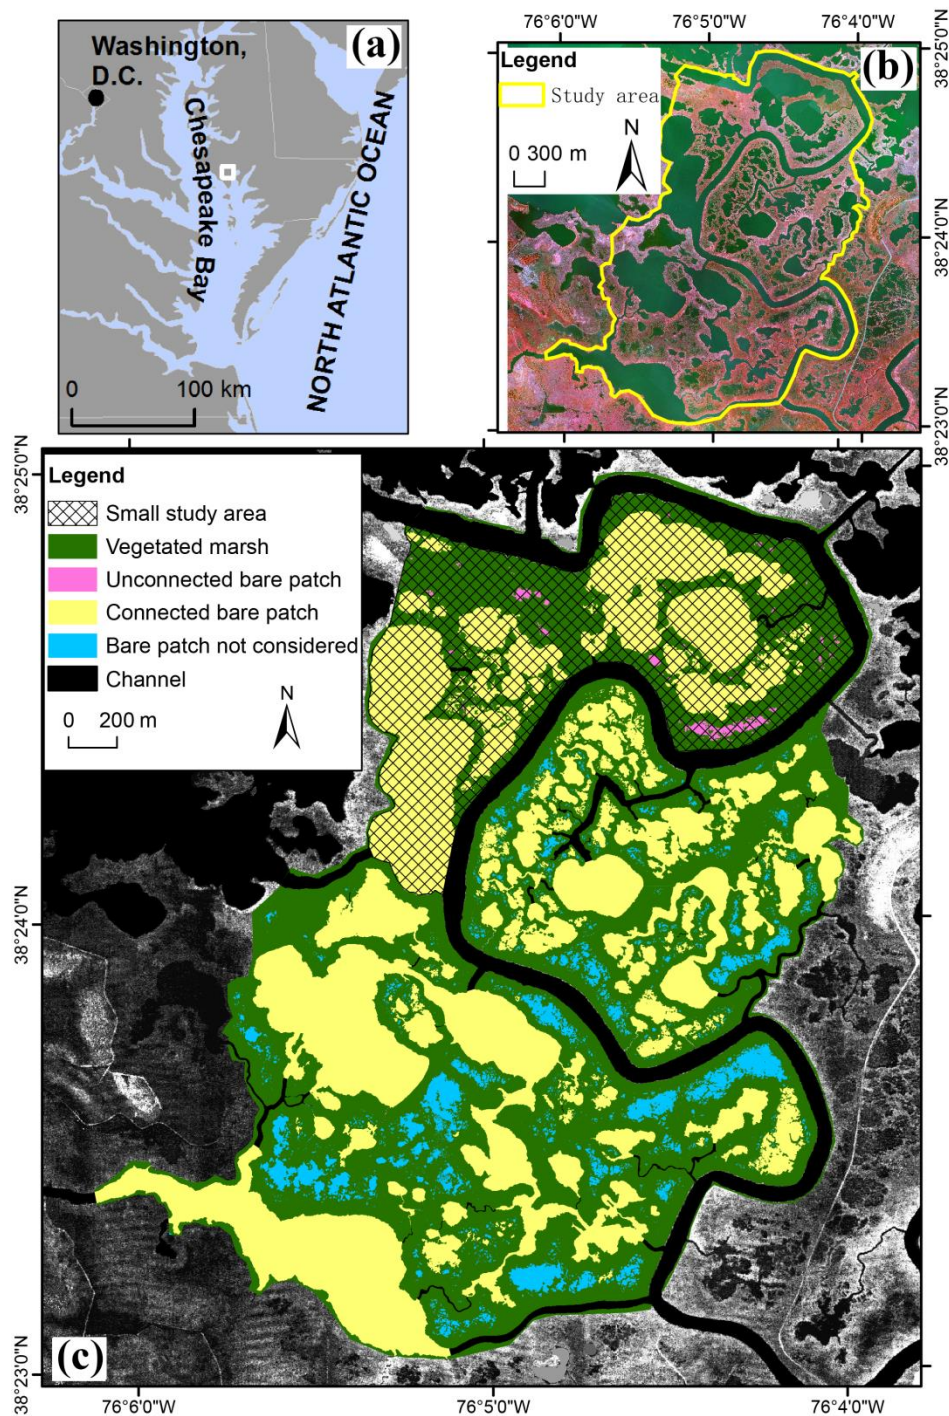 (a)
Washington,
D.C.
Chesapeake Bay
NORTH ATLANTIC OCEAN
0 100 km
76°6'0"W 76°5'0"W 76°4'0"W
(b)
Legend
Study area
0 300 m
N
38°25'0"N
38°24'0"N
38°23'0"N
Legend
Small study area
Vegetated marsh
Unconnected bare patch
Connected bare patch
Bare patch not considered
Channel
0 200 m
N
38°25'0"N
38°24'0"N
38°23'0"N
(c)
76°6'0"W 76°5'0"W 76°4'0"W